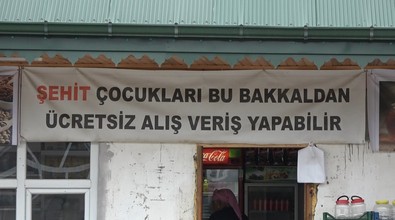 ŞEHİT ÇOCUKLARI BU BAKKALDAN
ÜCRETSİZ ALIŞ VERİŞ YAPABİLİR
Coca-Cola